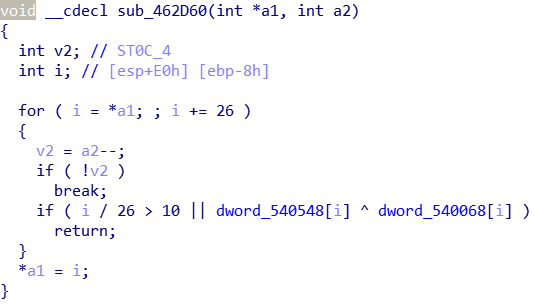 void __cdecl sub_462D60(int *a1, int a2)
{
  int v2; // ST0C_4
  int i; // [esp+E0h] [ebp-8h]

  for ( i = *a1; ; i += 26 )
  {
    v2 = a2--;
    if ( !v2 )
      break;
    if ( i / 26 > 10 || dword_540548[i] ^ dword_540068[i] )
      return;
  }
  *a1 = i;
}